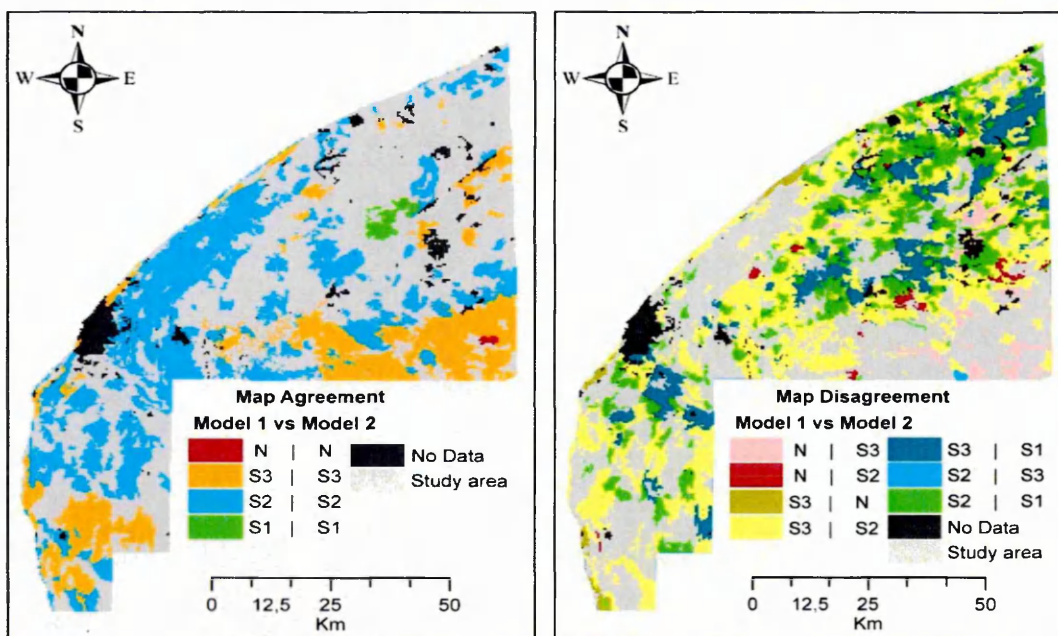 N
W E
S
Map Agreement
Model 1 vs Model 2
N | N
S3 | S3
S2 | S2
S1 | S1
No Data
Study area
0 12,5 25 50
Km
N
W E
S
Map Disagreement
Model 1 vs Model 2
N | S3
N | S2
S3 | N
S3 | S2
S3 | S1
S2 | S3
S2 | S1
No Data
Study area
0 12,5 25 50
Km